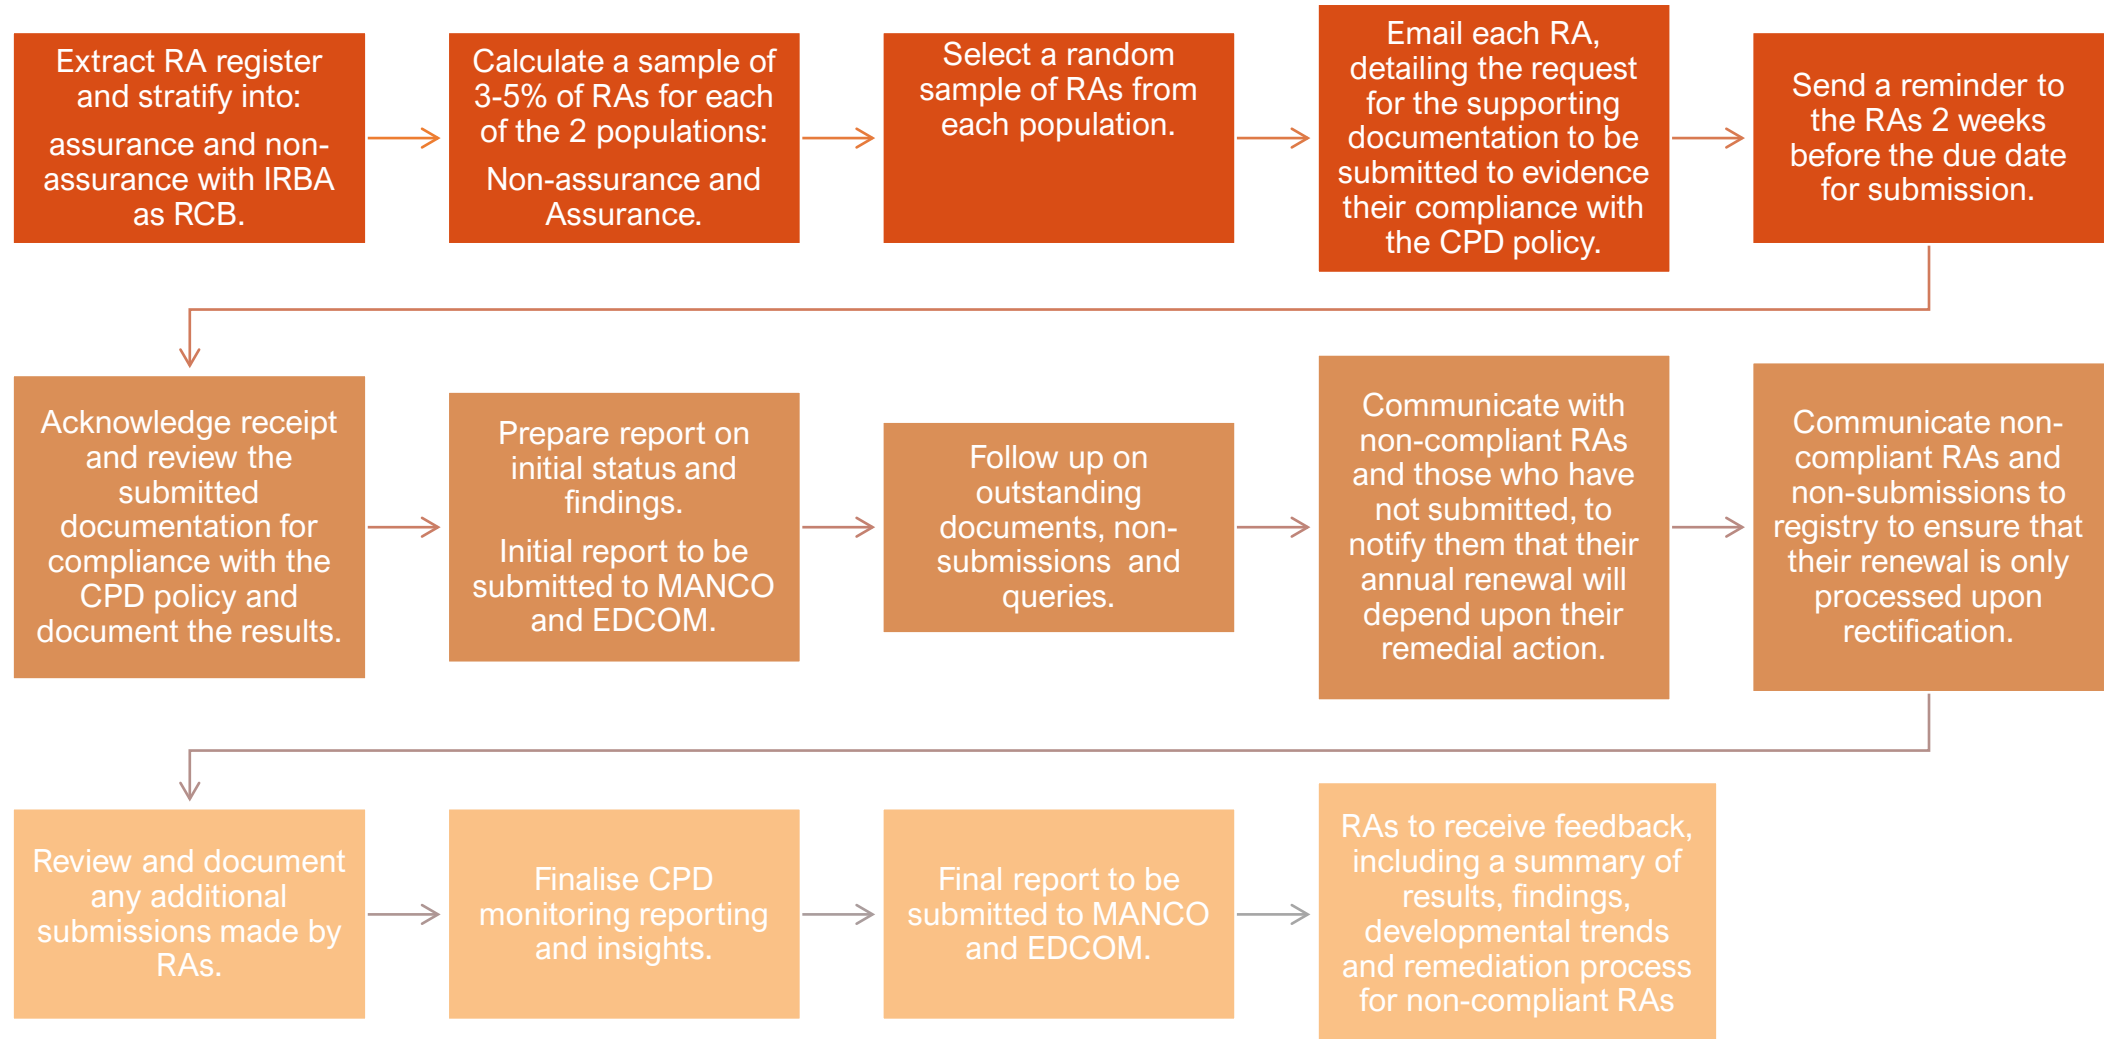 Extract RA register
and stratify into:
assurance and non-
assurance with IRBA
as RCB.
Calculate a sample of
3-5% of RAs for each
of the 2 populations:
Non-assurance and
Assurance.
Select a random
sample of RAs from
each population.
Email each RA,
detailing the request
for the supporting
documentation to be
submitted to evidence
their compliance with
the CPD policy.
Send a reminder to
the RAs 2 weeks
before the due date
for submission.
Acknowledge receipt
and review the
submitted
documentation for
compliance with the
CPD policy and
document the results.
Prepare report on
initial status and
findings.
Initial report to be
submitted to MANCO
and EDCOM.
Follow up on
outstanding
documents, non-
submissions and
queries.
Communicate with
non-compliant RAs
and those who have
not submitted, to
notify them that their
annual renewal will
depend upon their
remedial action.
Communicate non-
compliant RAs and
non-submissions to
registry to ensure that
their renewal is only
processed upon
rectification.
Review and document
any additional
submissions made by
RAs.
Finalise CPD
monitoring reporting
and insights.
Final report to be
submitted to MANCO
and EDCOM.
RAs to receive feedback,
including a summary of
results, findings,
developmental trends
and remediation process
for non-compliant RAs